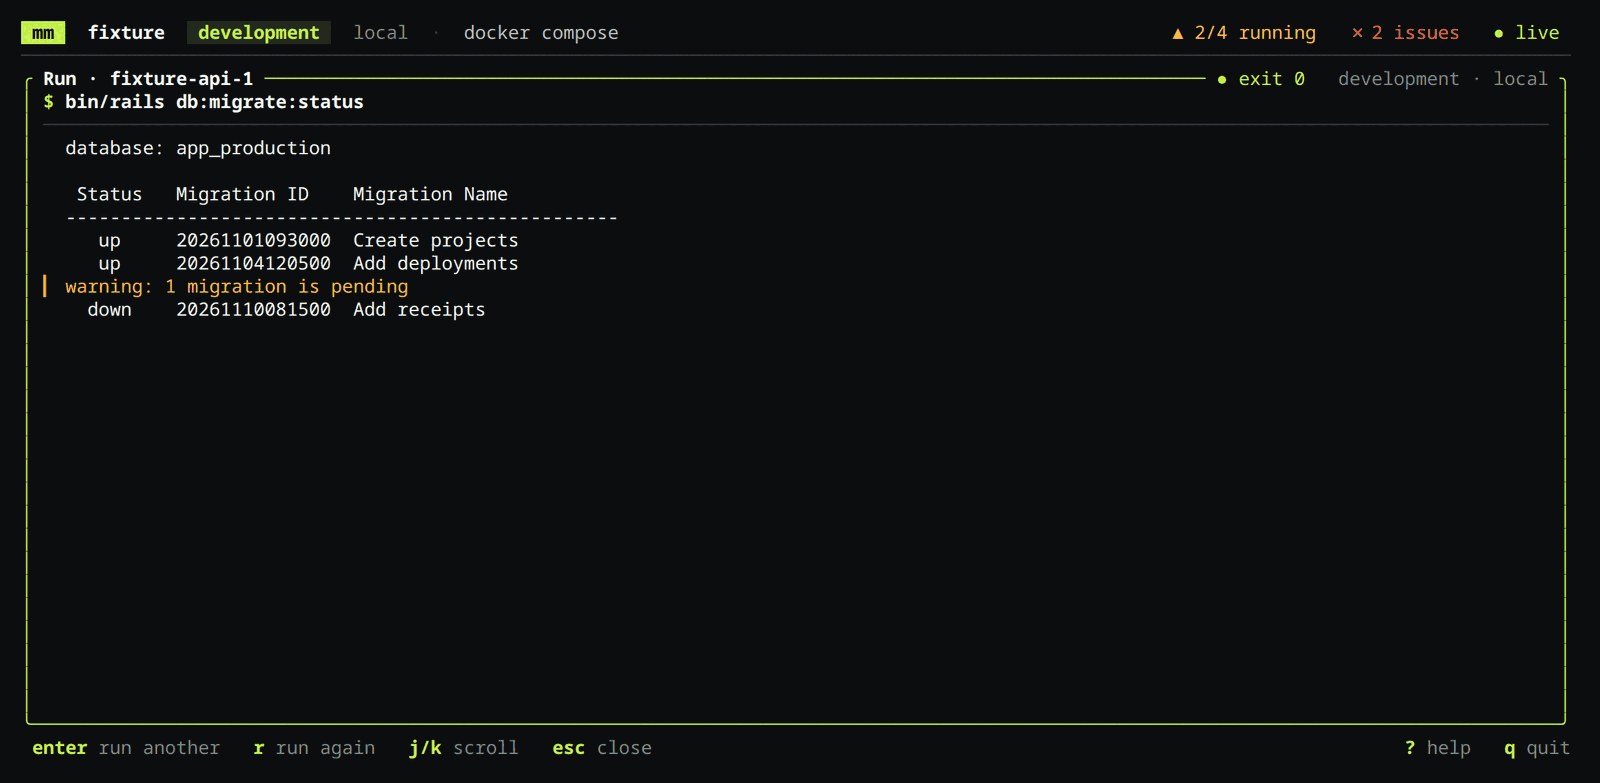 mm fixture development local · docker compose ▲ 2/4 running × 2 issues ● live
Run · fixture-api-1 ● exit 0 development · local
$ bin/rails db:migrate:status
database: app_production
Status Migration ID Migration Name
--------------------------------------------------
up 20261101093000 Create projects
up 20261104120500 Add deployments
warning: 1 migration is pending
down 20261110081500 Add receipts
enter run another r run again j/k scroll esc close ? help q quit